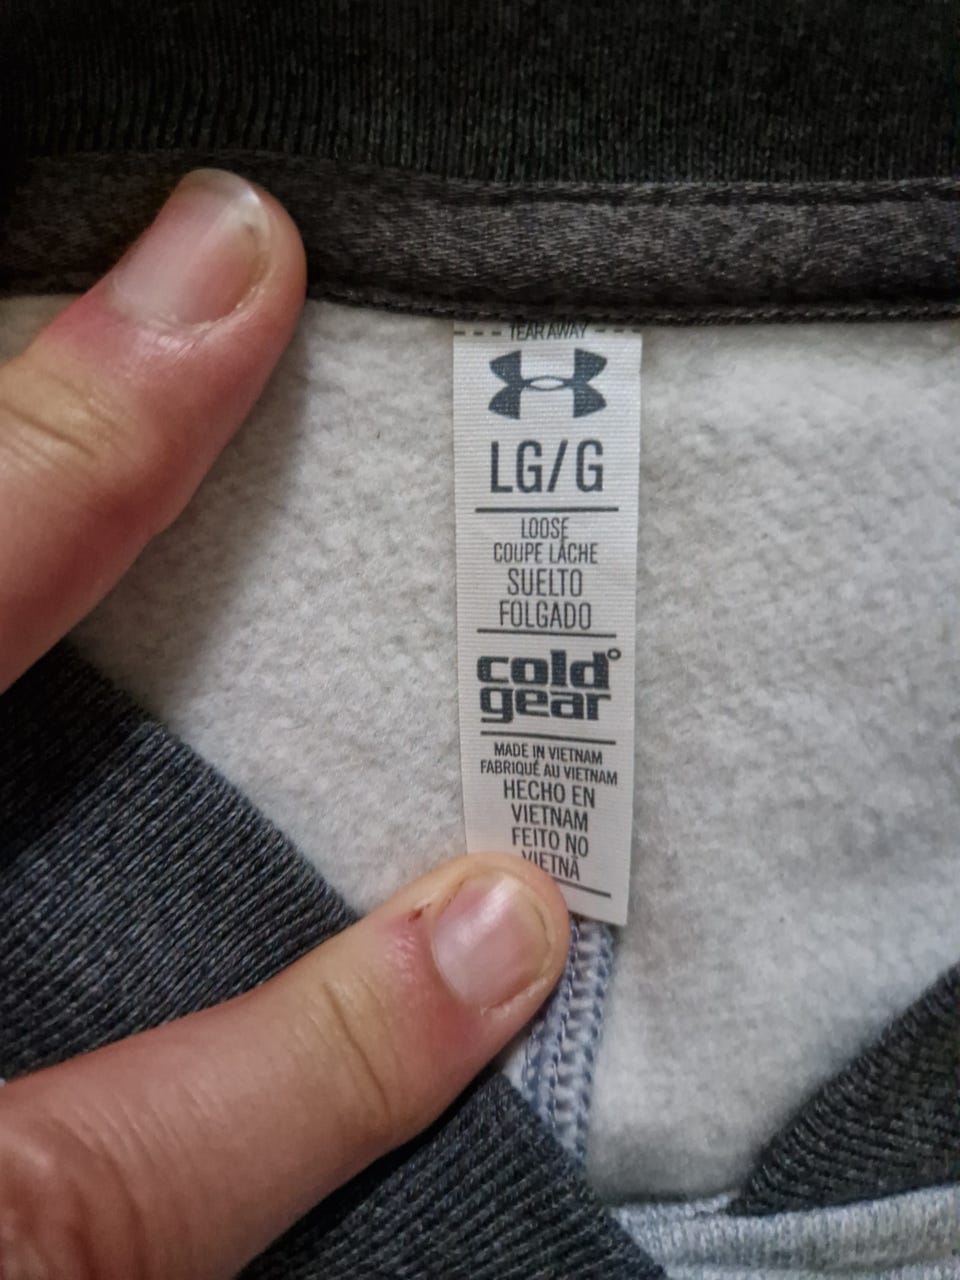 TEAR AWAY
LG/G
LOOSE
COUPE LÂCHE
SUELTO
FOLGADO
cold°
gear
MADE IN VIETNAM
FABRIQUÉ AU VIETNAM
HECHO EN
VIETNAM
FEITO NO
VIETNÃ